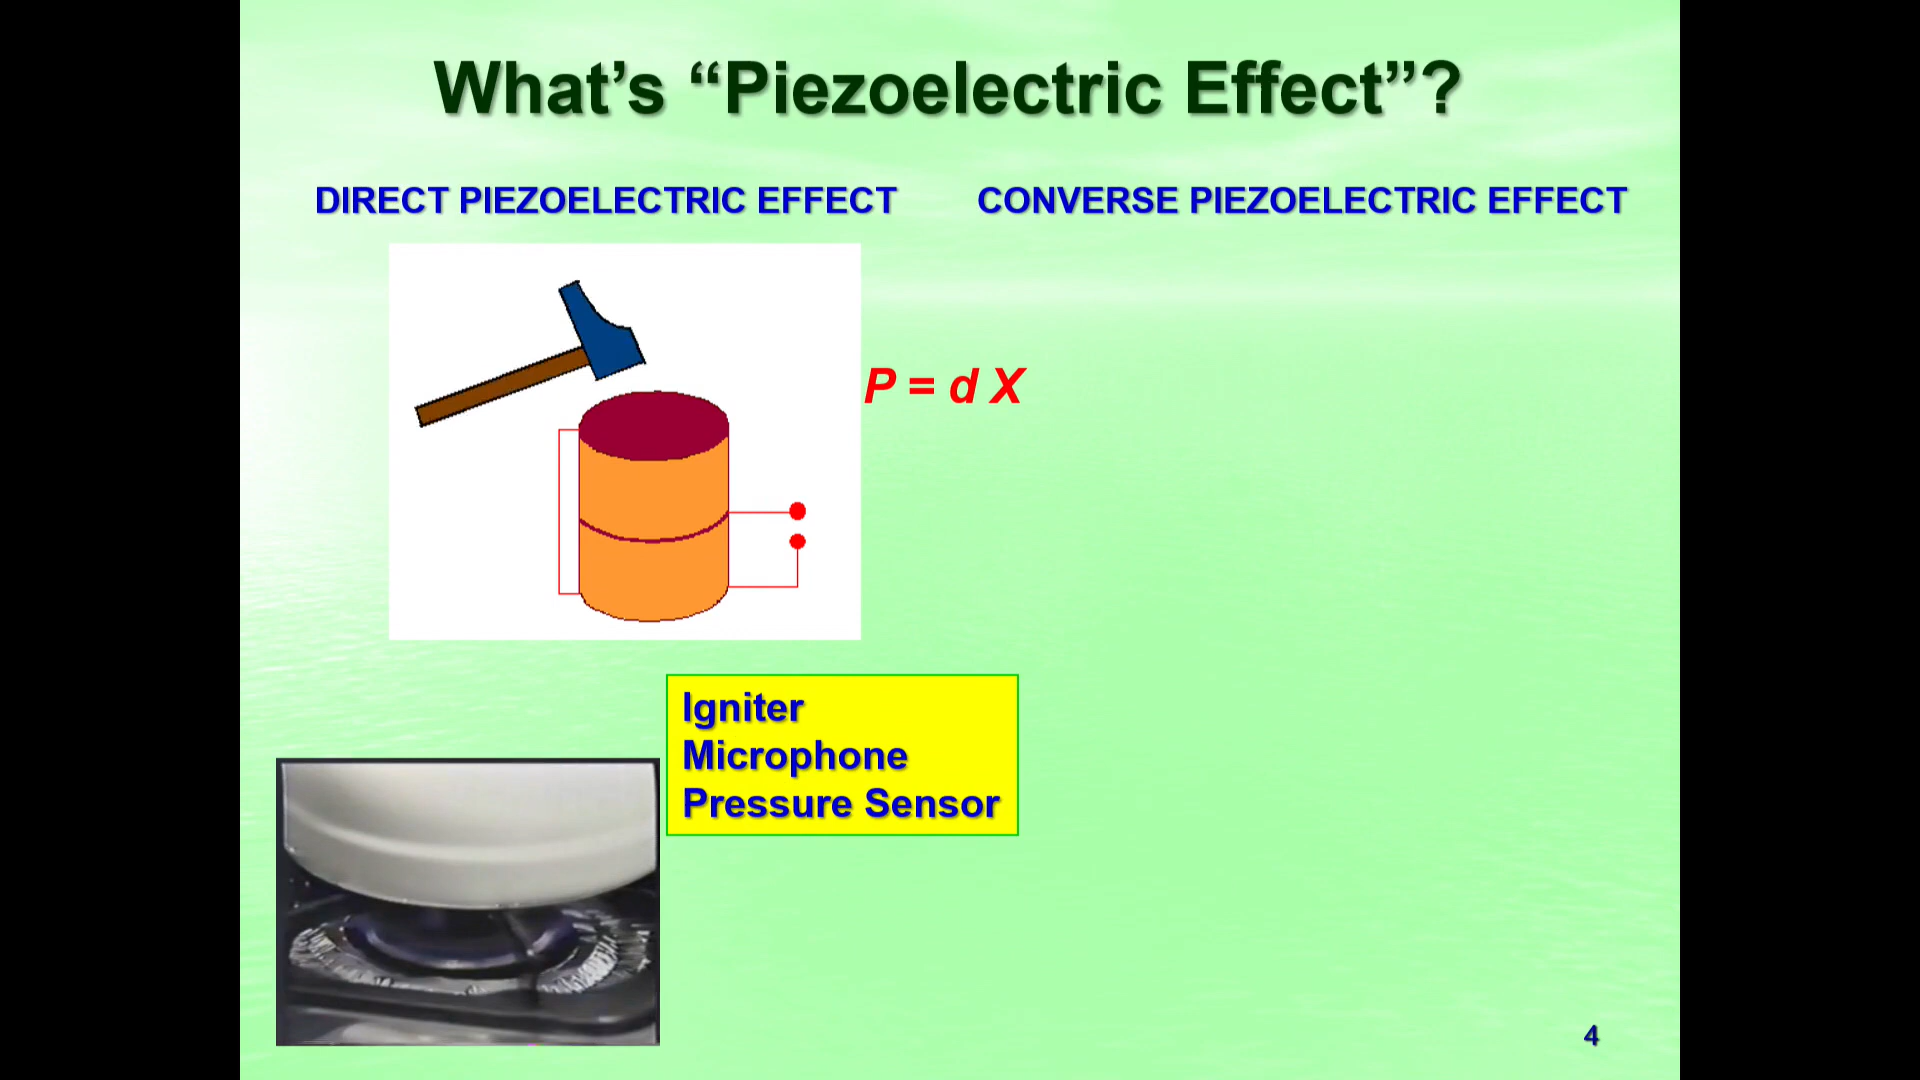 What’s “Piezoelectric Effect”?
DIRECT PIEZOELECTRIC EFFECT
CONVERSE PIEZOELECTRIC EFFECT
P = d X
Igniter
Microphone
Pressure Sensor
4